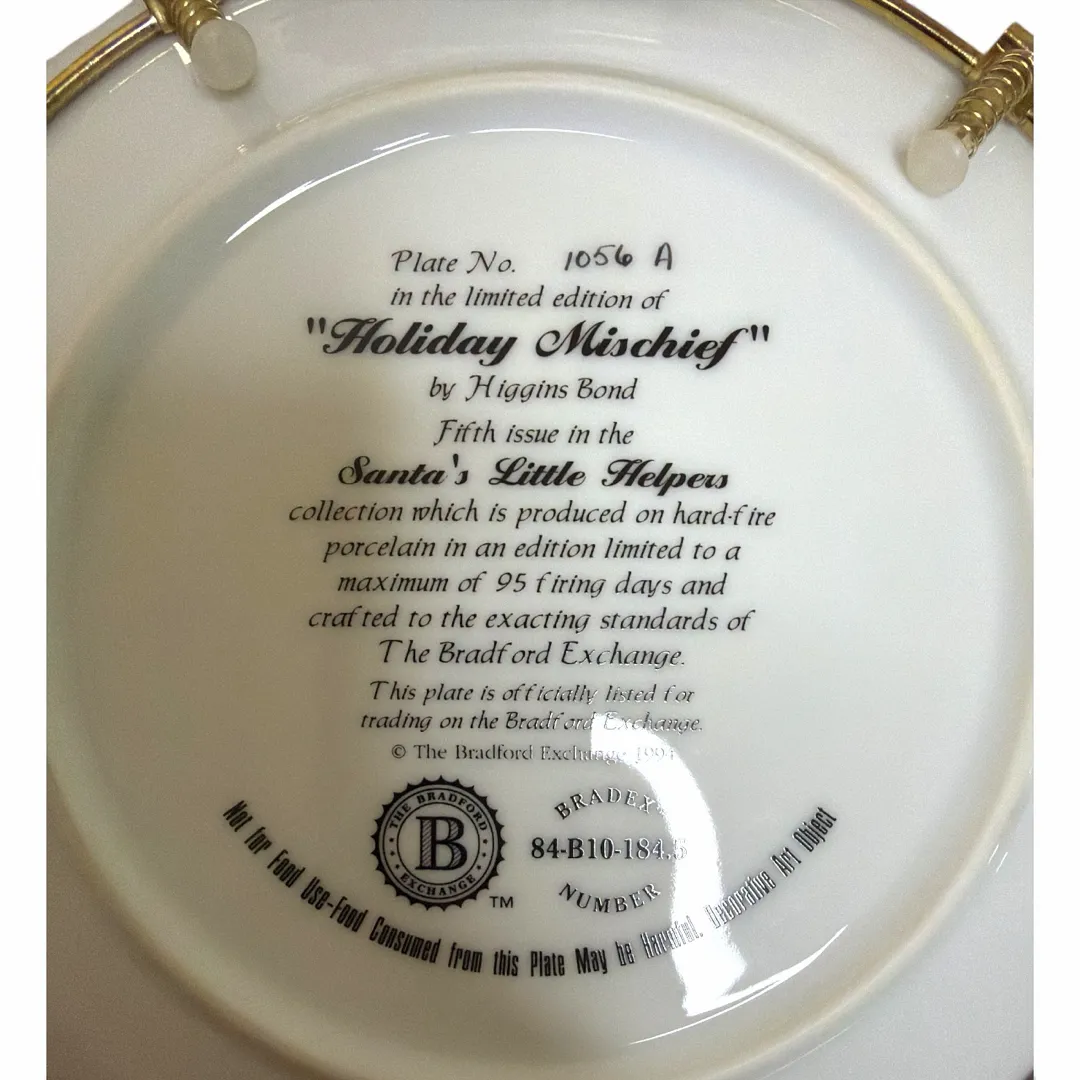 Plate No. 1056 A
in the limited edition of
"Holiday Mischief"
by Higgins Bond
Fifth issue in the
Santa's Little Helpers
collection which is produced on hard-fire
porcelain in an edition limited to a
maximum of 95 firing days and
crafted to the exacting standards of
The Bradford Exchange.
This plate is officially listed for
trading on the Bradford Exchange.
© The Bradford Exchange
THE BRADFORD
B
EXCHANGE
TM
BRADEX
84-B10-184.5
NUMBER
Not for Food Use-Food Consumed from this Plate May be Harmful. Decorative Art Object